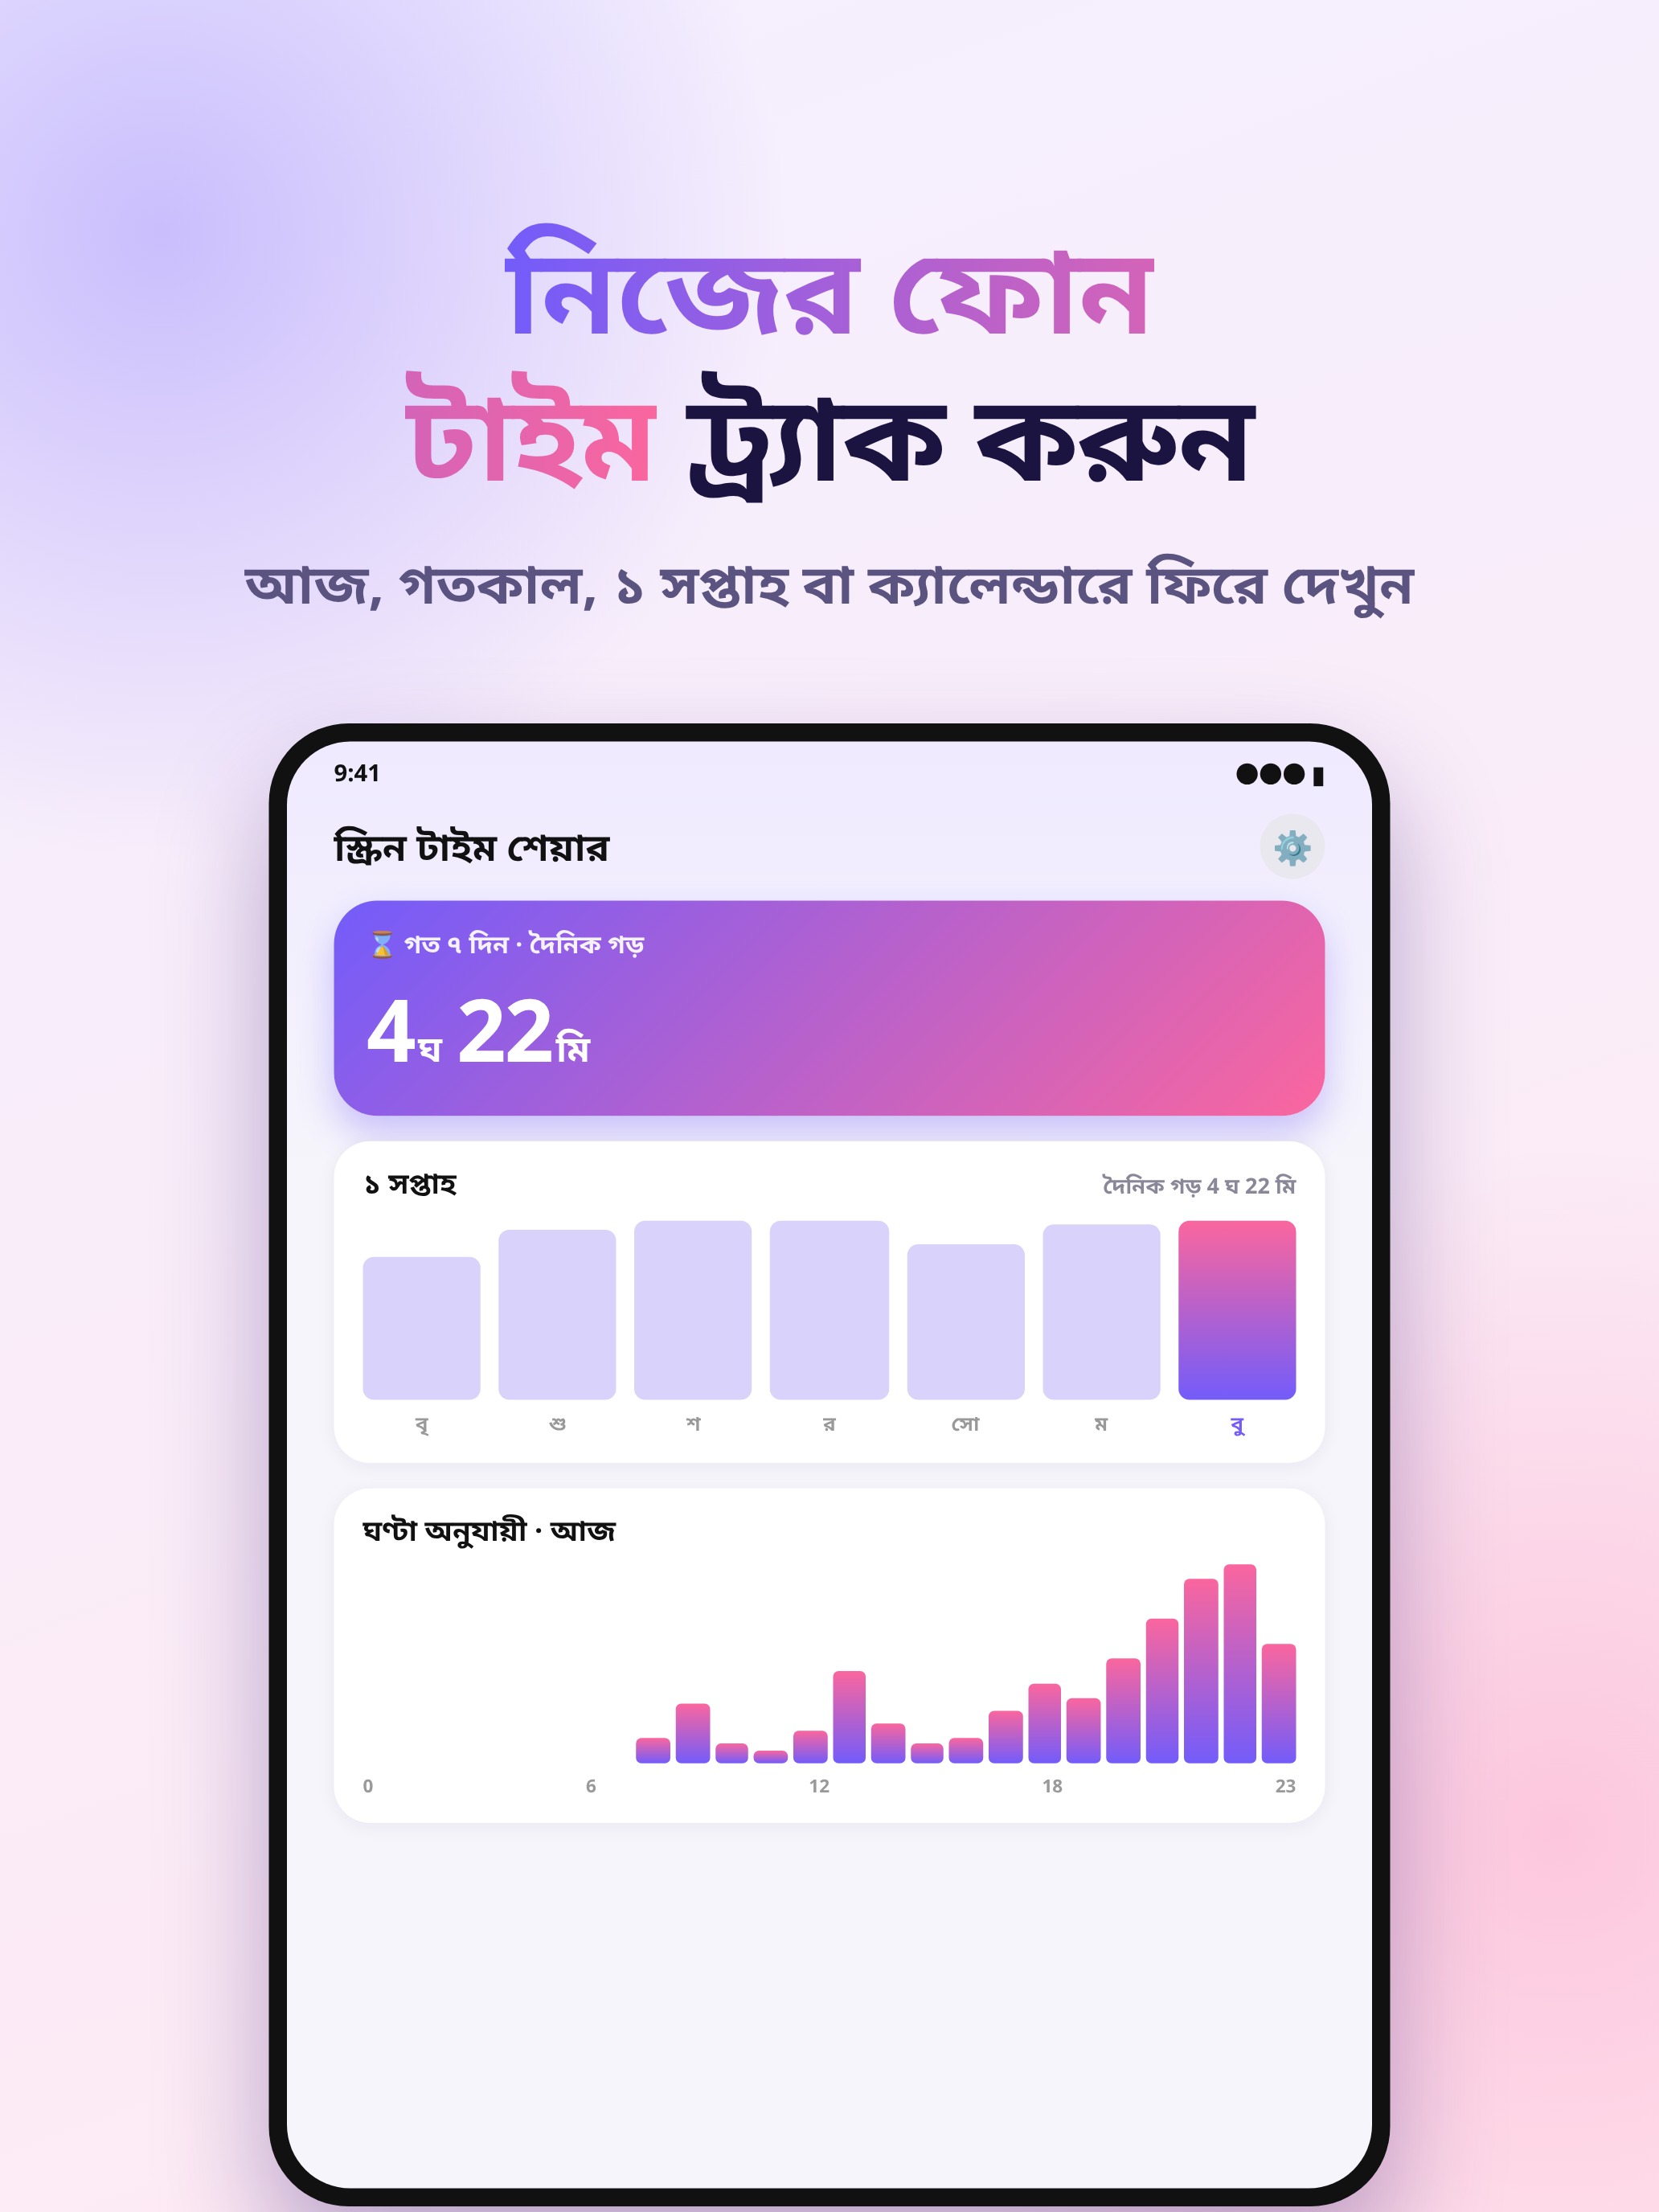 নিজের ফোন
টাইম ট্র্যাক করুন
আজ, গতকাল, ১ সপ্তাহ বা ক্যালেন্ডারে ফিরে দেখুন
9:41
স্ক্রিন টাইম শেয়ার
⌛ গত ৭ দিন · দৈনিক গড়
4ঘ 22মি
১ সপ্তাহ
দৈনিক গড় 4 ঘ 22 মি
বৃ শু শ র সো ম বু
ঘণ্টা অনুযায়ী · আজ
0 6 12 18 23